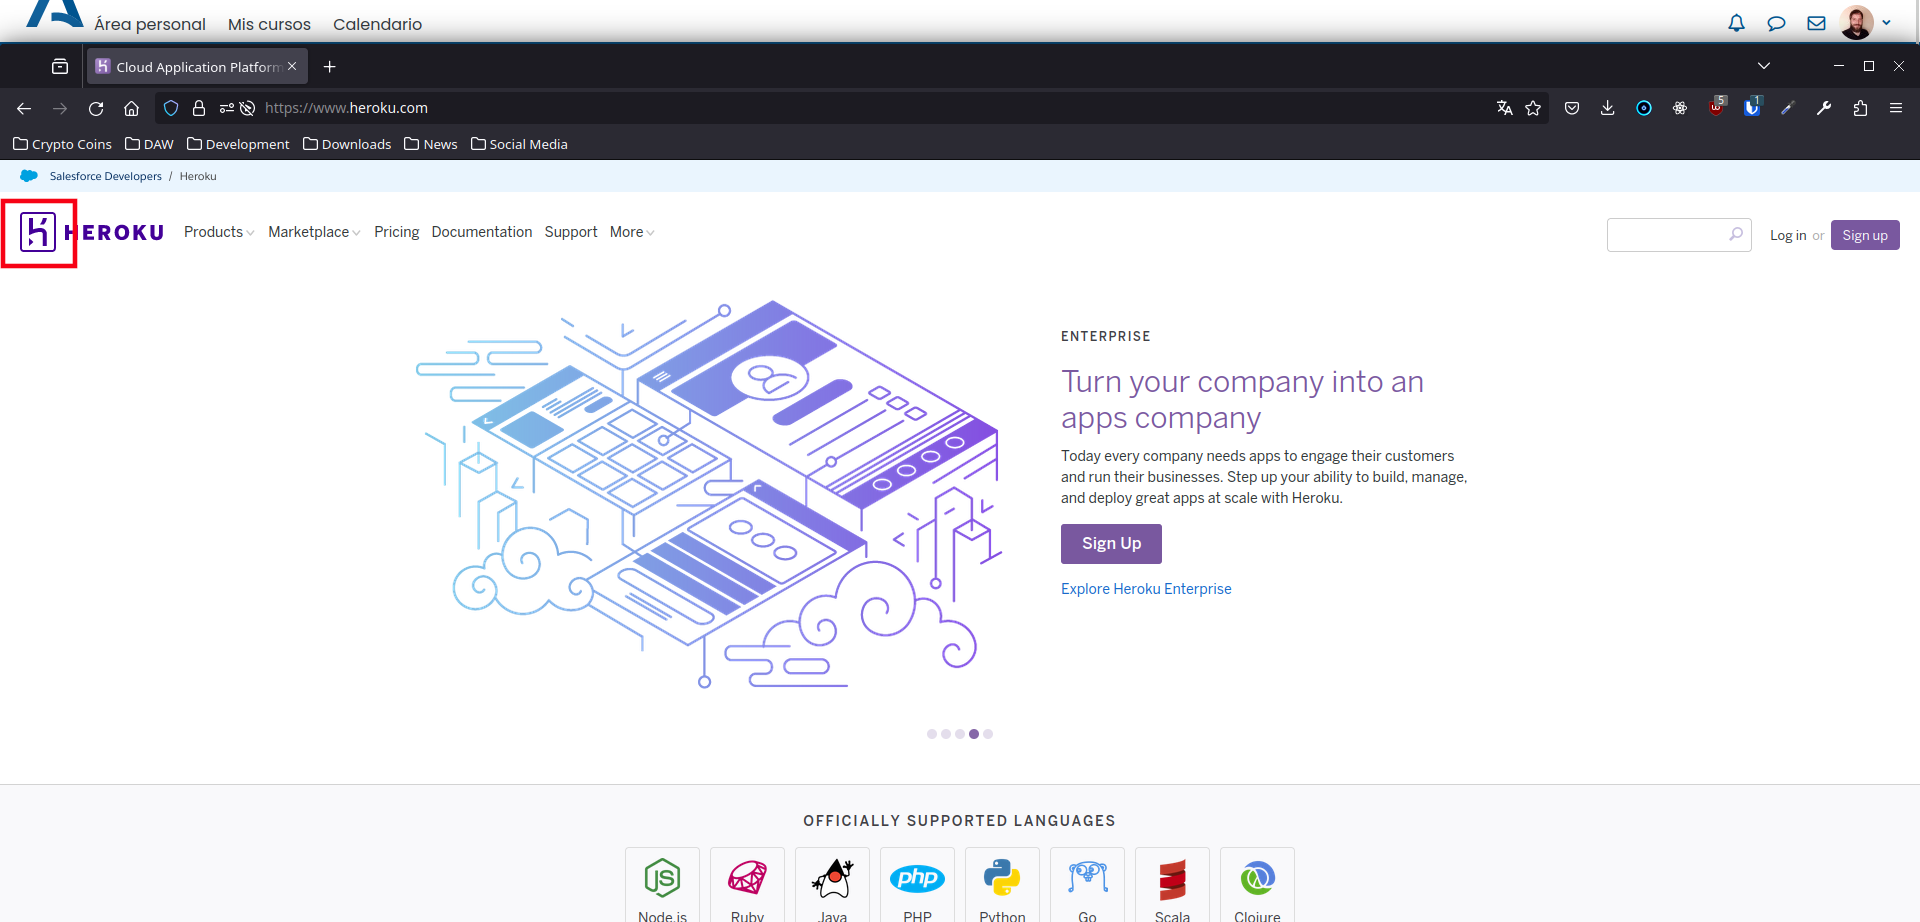 Área personal Mis cursos Calendario
Cloud Application Platform
https://www.heroku.com
5
1
Crypto Coins DAW Development Downloads News Social Media
Salesforce Developers / Heroku
HEROKU Products Marketplace Pricing Documentation Support More
Log in or Sign up
ENTERPRISE
Turn your company into an
apps company
Today every company needs apps to engage their customers
and run their businesses. Step up your ability to build, manage,
and deploy great apps at scale with Heroku.
Sign Up
Explore Heroku Enterprise
OFFICIALLY SUPPORTED LANGUAGES
JS
php
Node.js Ruby Java PHP Python Go Scala Clojure